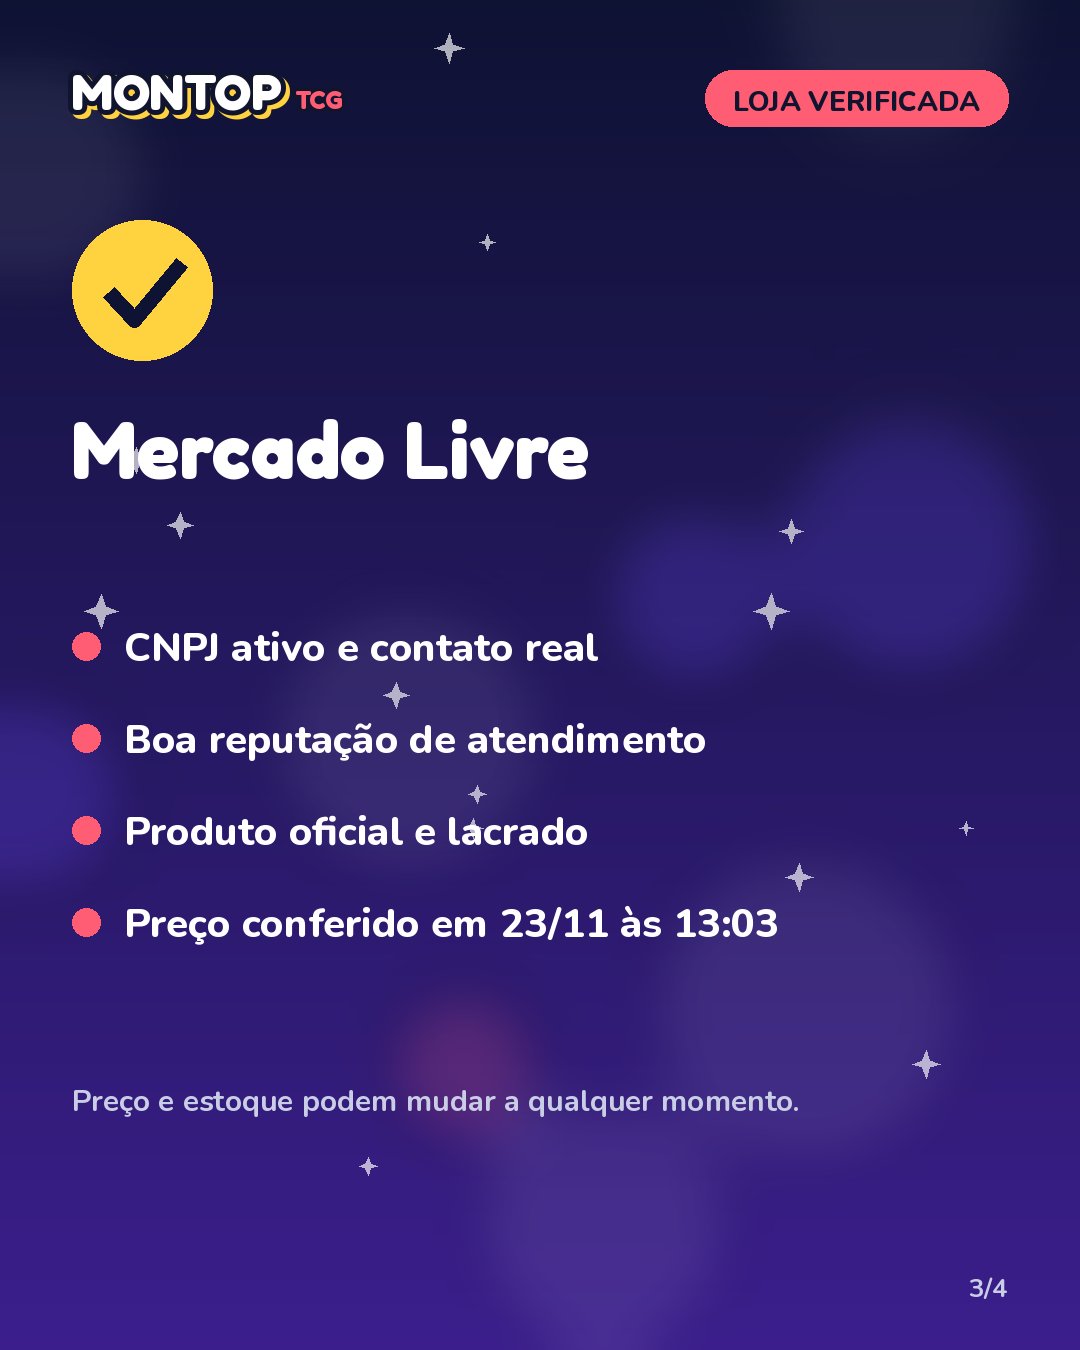 MONTOP TCG
LOJA VERIFICADA
Mercado Livre
CNPJ ativo e contato real
Boa reputação de atendimento
Produto oficial e lacrado
Preço conferido em 23/11 às 13:03
Preço e estoque podem mudar a qualquer momento.
3/4